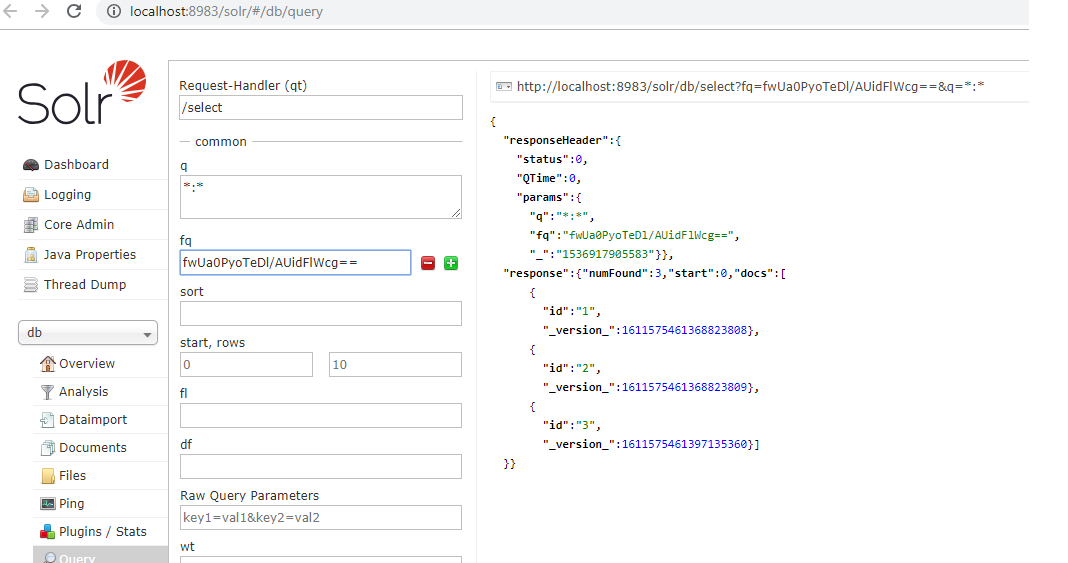 localhost:8983/solr/#/db/query
Solr
Dashboard
Logging
Core Admin
Java Properties
Thread Dump
db
Overview
Analysis
Dataimport
Documents
Files
Ping
Plugins / Stats
Query
Request-Handler (qt)
/select
common
q
*:*
fq
fwUa0PyoTeDl/AUidFlWcg==
sort
start, rows
0 10
fl
df
Raw Query Parameters
key1=val1&key2=val2
wt
http://localhost:8983/solr/db/select?fq=fwUa0PyoTeDl/AUidFlWcg==&q=*:*
{
"responseHeader":{
"status":0,
"QTime":0,
"params":{
"q":"*:*",
"fq":"fwUa0PyoTeDl/AUidFlWcg==",
"_":"1536917905583"}},
"response":{"numFound":3,"start":0,"docs":[
{
"id":"1",
"_version_":1611575461368823808},
{
"id":"2",
"_version_":1611575461368823809},
{
"id":"3",
"_version_":1611575461397135360}]
}}